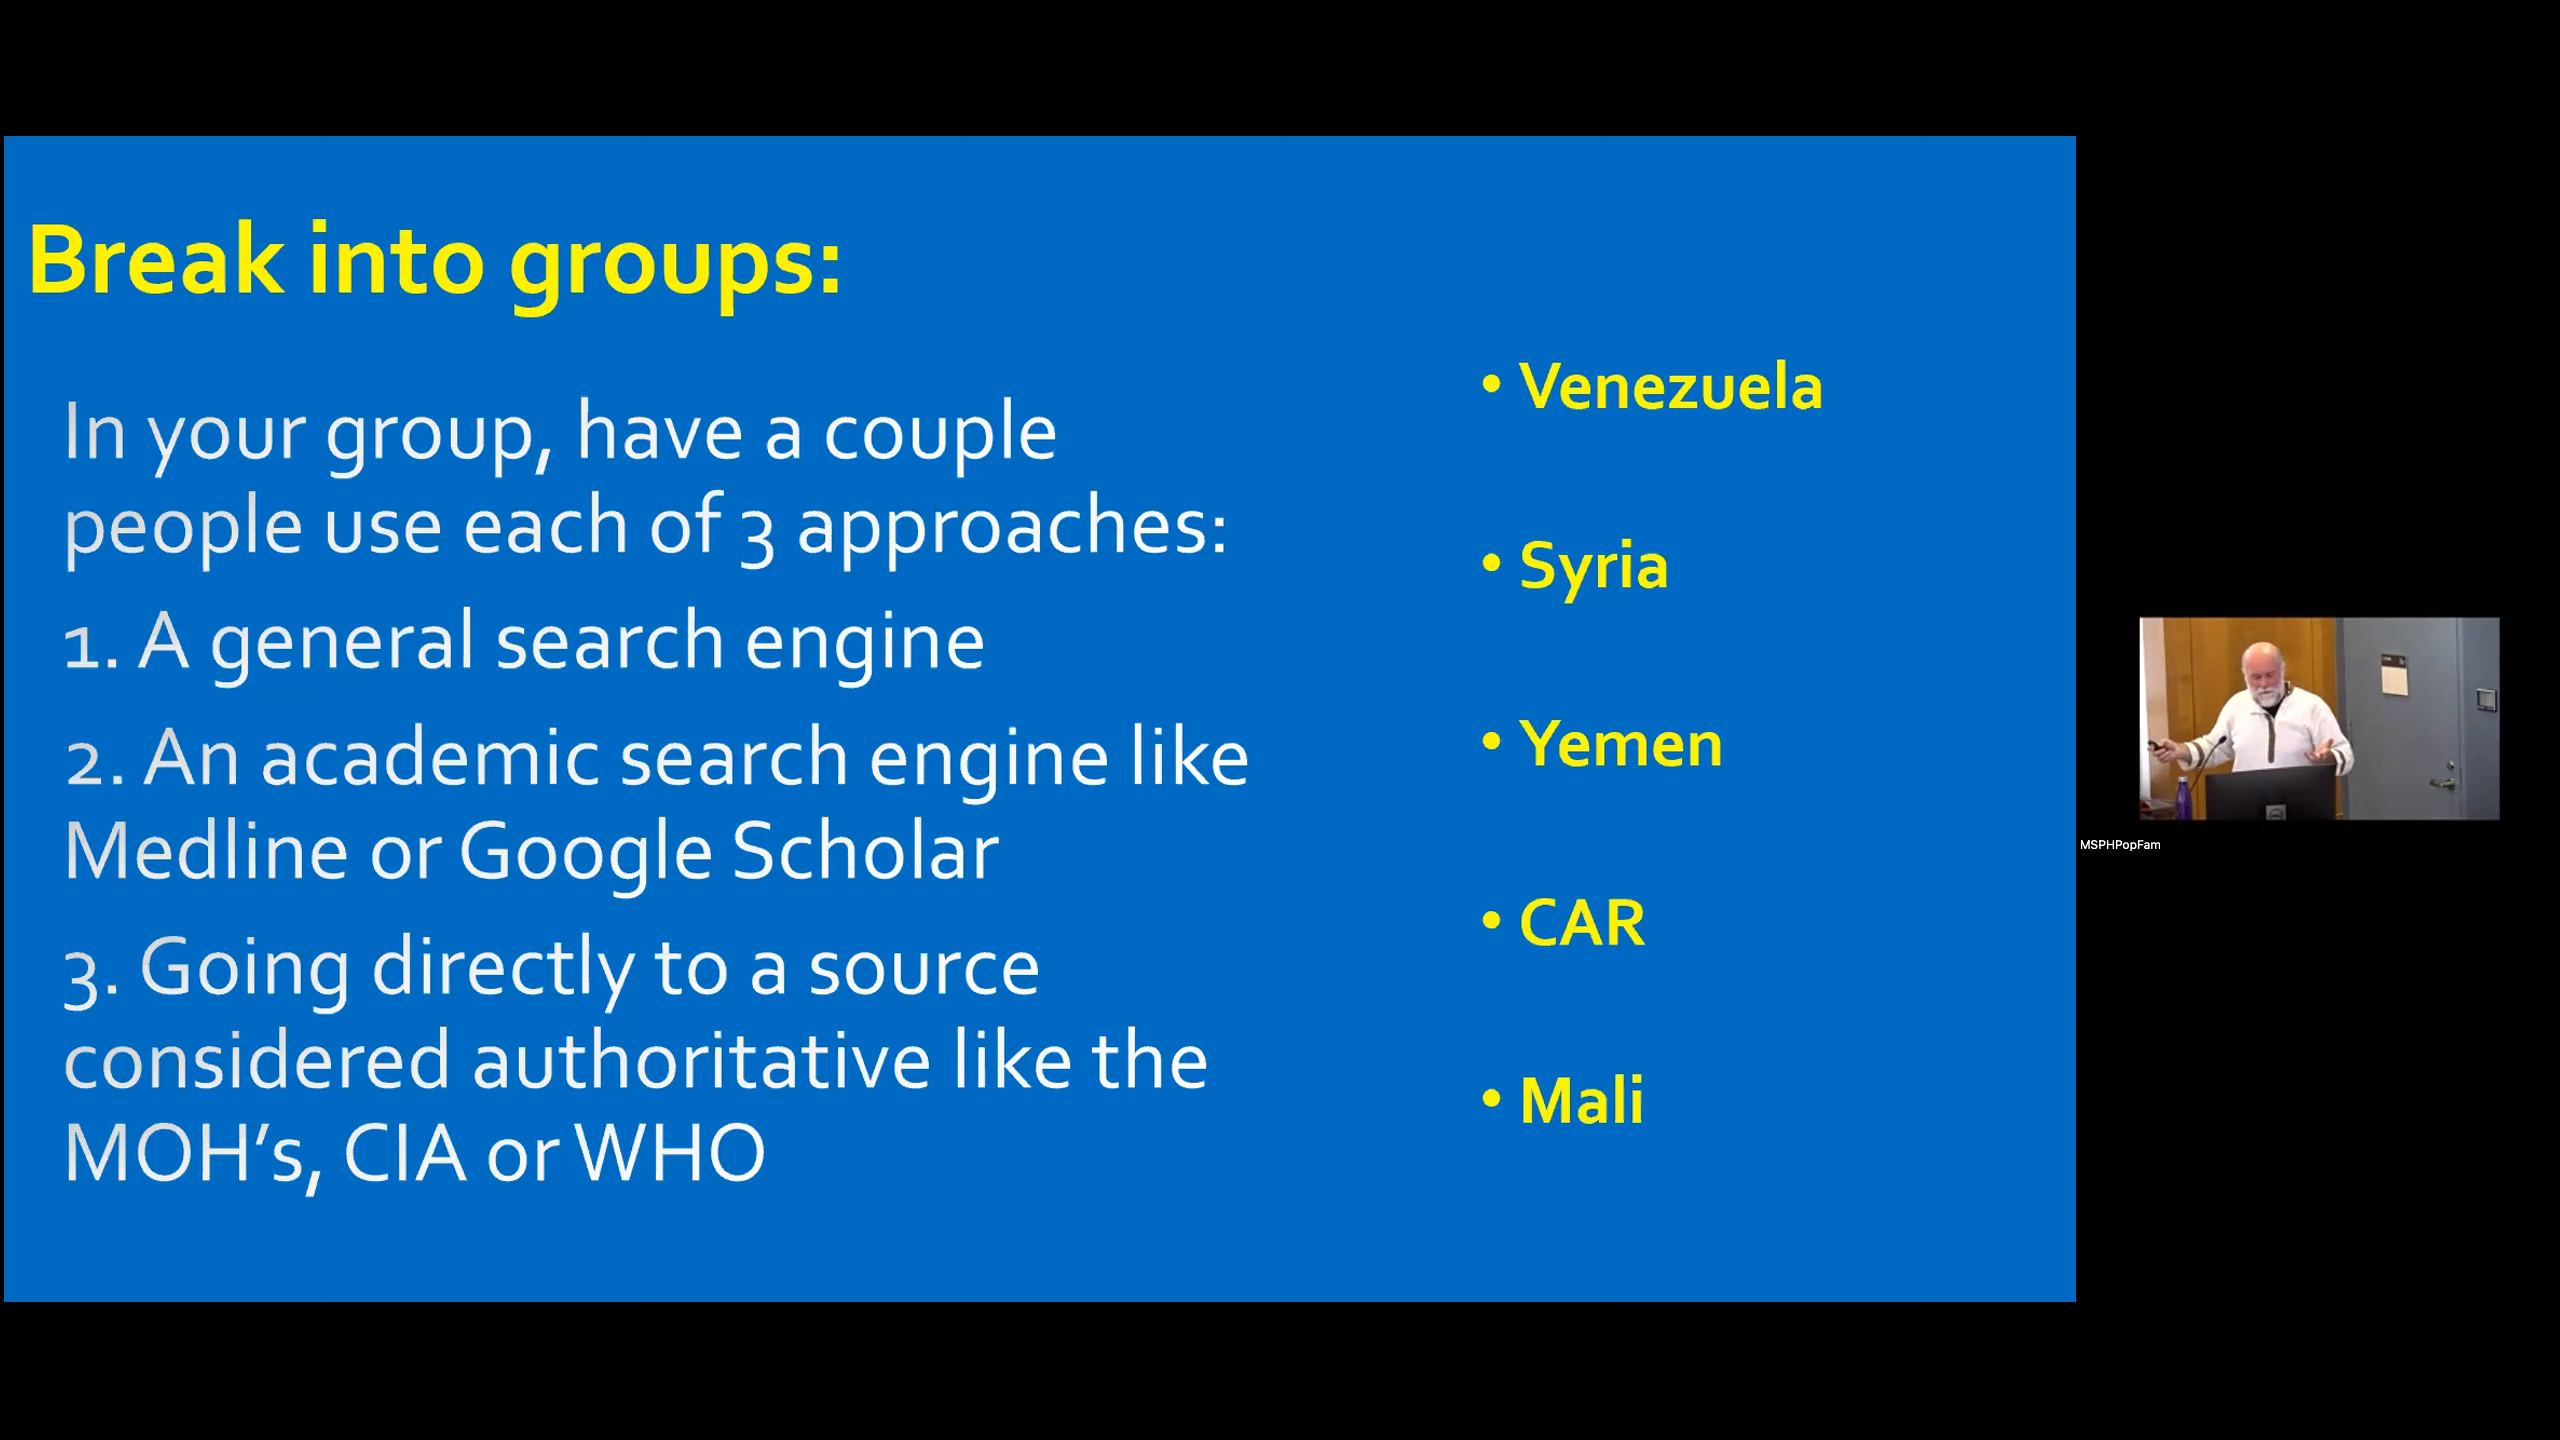 Break into groups:
In your group, have a couple
people use each of 3 approaches:
1. A general search engine
2. An academic search engine like
Medline or Google Scholar
3. Going directly to a source
considered authoritative like the
MOH’s, CIA or WHO
• Venezuela
• Syria
• Yemen
• CAR
• Mali
MSPHPopFam